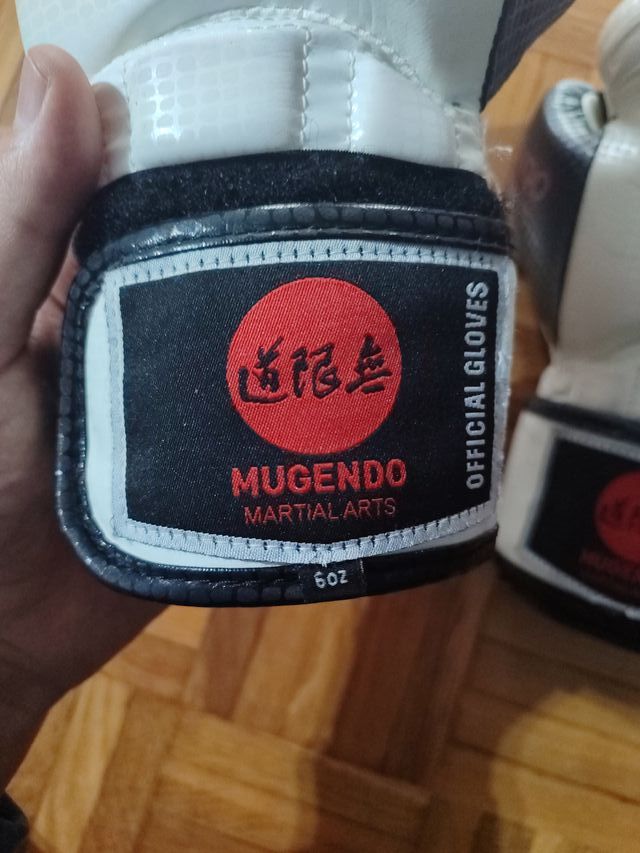 道限無
MUGENDO
MARTIAL ARTS
OFFICIAL GLOVES
6oz